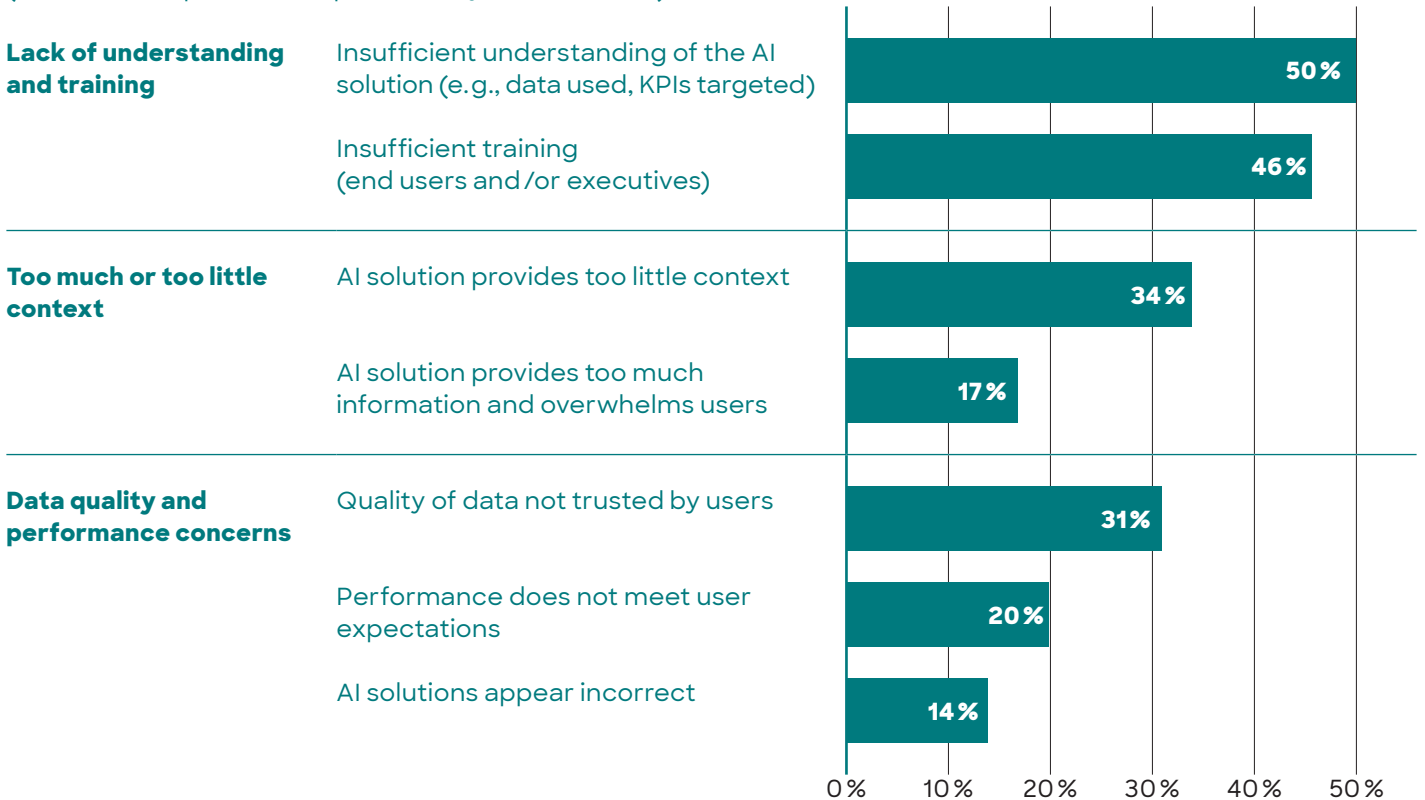 Lack of understanding
and training
Insufficient understanding of the AI
solution (e.g., data used, KPIs targeted)
50%
Insufficient training
(end users and/or executives)
46%
Too much or too little
context
AI solution provides too little context
34%
AI solution provides too much
information and overwhelms users
17%
Data quality and
performance concerns
Quality of data not trusted by users
31%
Performance does not meet user
expectations
20%
AI solutions appear incorrect
14%
0% 10% 20% 30% 40% 50%